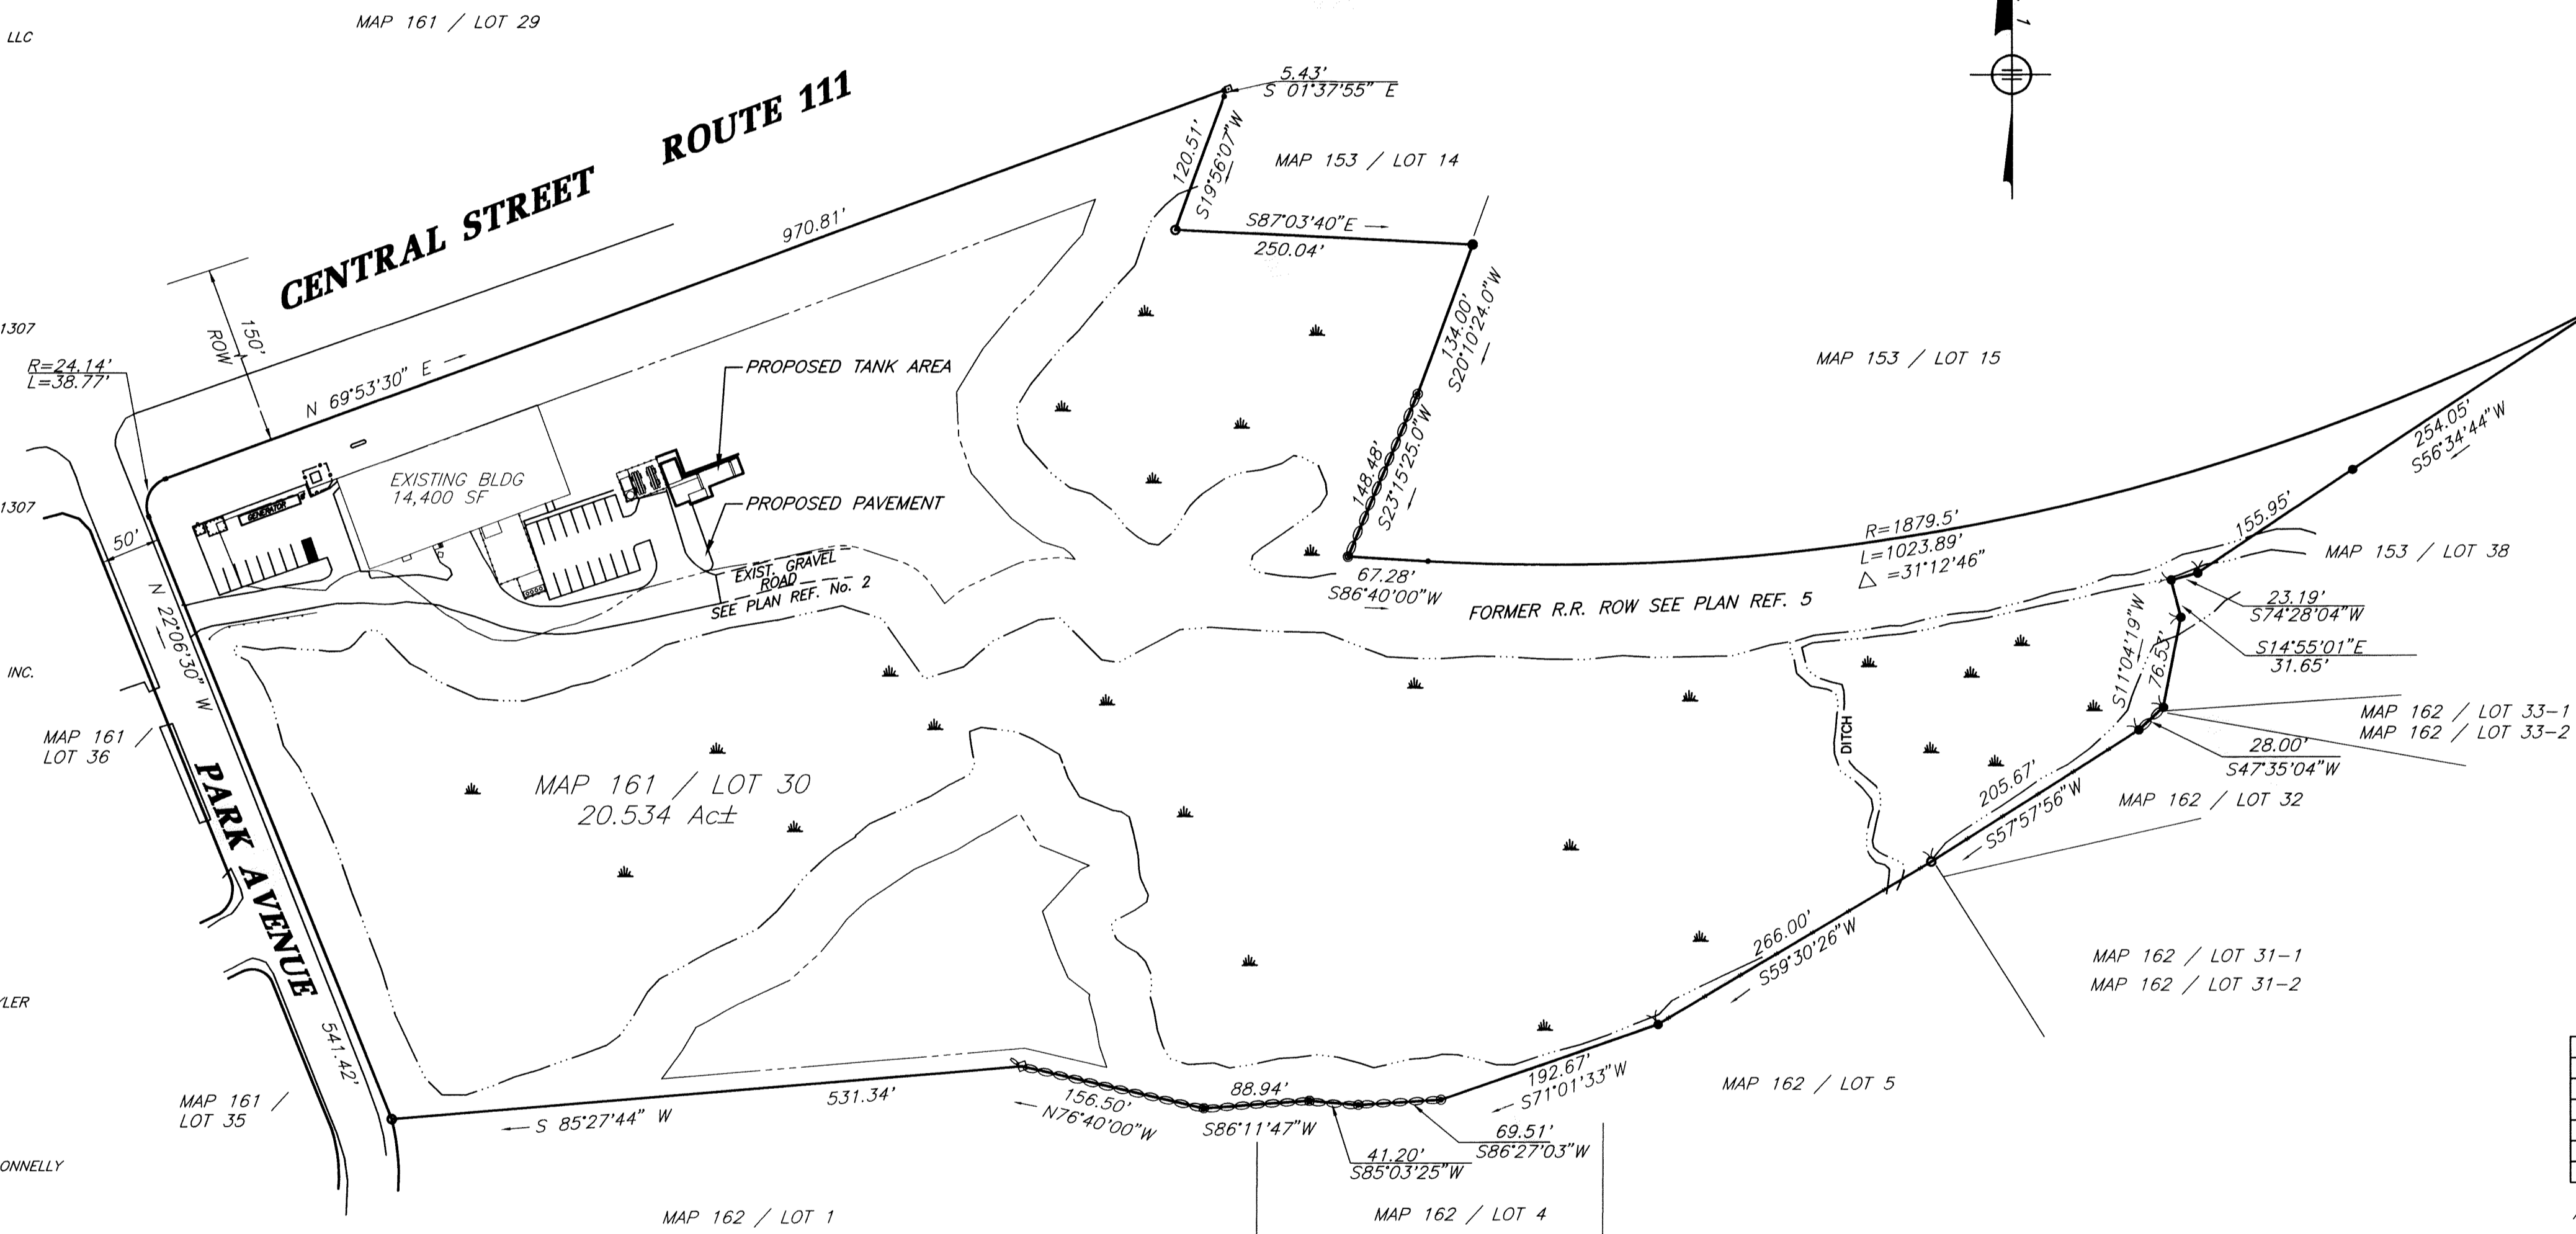 MAP 161 / LOT 29
LLC
CENTRAL STREET ROUTE 111
5.43'
S 01°37'55" E
1
120.51'
S19°56'07"W
MAP 153 / LOT 14
S87°03'40"E
250.04'
970.81'
N 69°53'30" E
150'
ROW
1307
R=24.14'
L=38.77'
134.00'
S20°10'24.0"W
MAP 153 / LOT 15
PROPOSED TANK AREA
EXISTING BLDG
14,400 SF
GENERATOR
PROPOSED PAVEMENT
148.48'
S23°15'25.0"W
254.05'
S56°34'44"W
1307
50'
R=1879.5'
L=1023.89'
△ =31°12'46"
155.95'
MAP 153 / LOT 38
EXIST. GRAVEL
ROAD
SEE PLAN REF. No. 2
67.28'
S86°40'00"W
FORMER R.R. ROW SEE PLAN REF. 5
23.19'
S74°28'04"W
S14°55'01"E
31.65'
S11°04'19"W
76.53'
N 22°06'30" W
INC.
MAP 161 /
LOT 36
PARK AVENUE
DITCH
MAP 162 / LOT 33-1
MAP 162 / LOT 33-2
28.00'
S47°35'04"W
MAP 161 / LOT 30
20.534 Ac±
205.67'
S57°57'56"W
MAP 162 / LOT 32
266.00'
S59°30'26"W
MAP 162 / LOT 31-1
MAP 162 / LOT 31-2
YLER
541.42'
MAP 161 /
LOT 35
531.34'
S 85°27'44" W
156.50'
N76°40'00"W
88.94'
S86°11'47"W
41.20'
S85°03'25"W
69.51'
S86°27'03"W
192.67'
S71°01'33"W
MAP 162 / LOT 5
ONNELLY
MAP 162 / LOT 1
MAP 162 / LOT 4